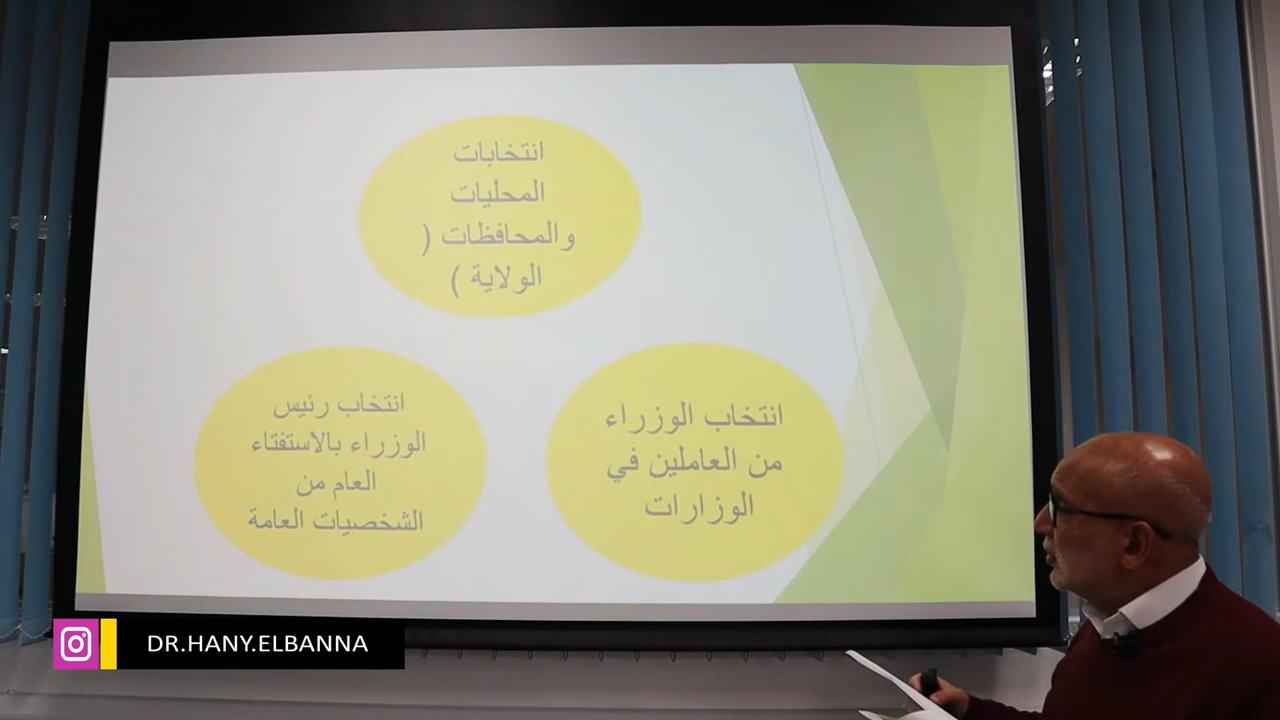 انتخابات
المحليات
والمحافظات (
الولاية )
انتخاب الوزراء
من العاملين في
الوزارات
انتخاب رئيس
الوزراء بالاستفتاء
العام من
الشخصيات العامة
DR.HANY.ELBANNA